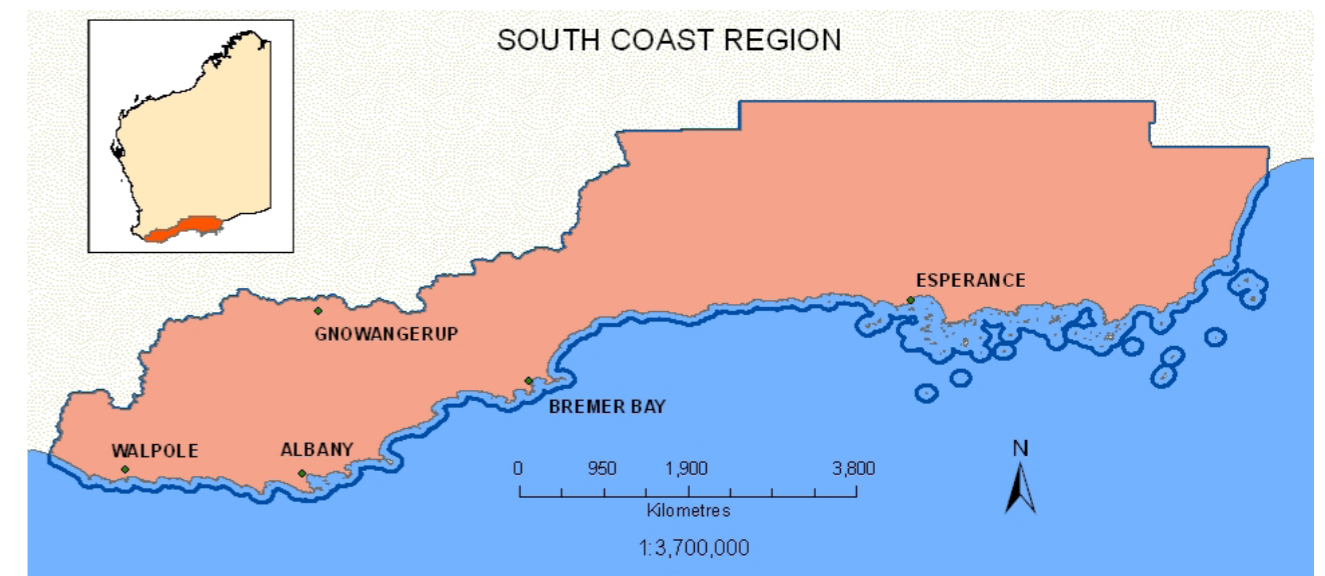 SOUTH COAST REGION
ESPERANCE
GNOWANGERUP
BREMER BAY
WALPOLE
ALBANY
N
0 950 1,900 3,800
Kilometres
1:3,700,000